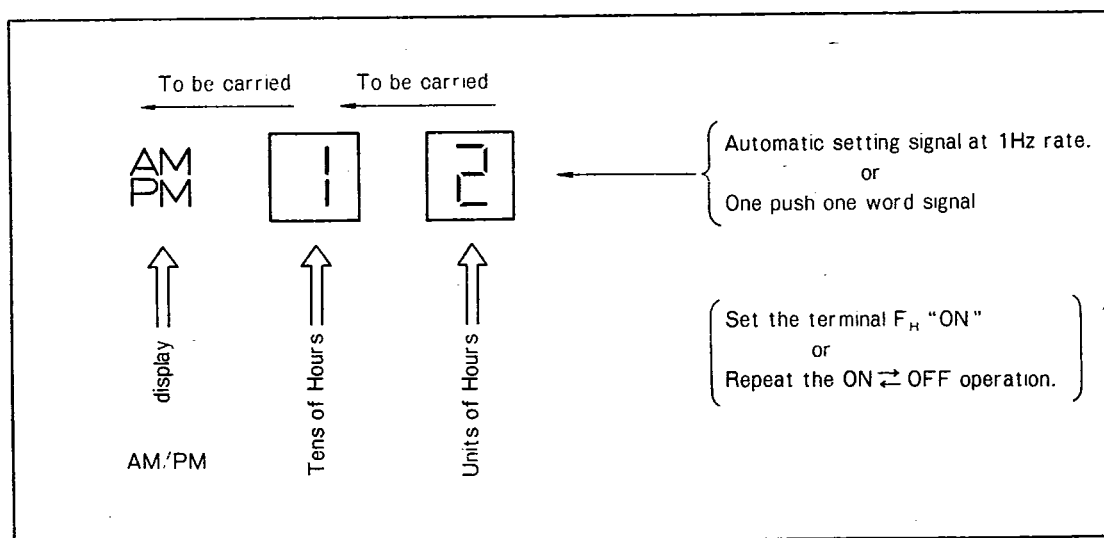 To be carried
To be carried
AM
PM
1
2
Automatic setting signal at 1Hz rate.
or
One push one word signal
display
Tens of Hours
Units of Hours
AM/PM
Set the terminal F_H "ON"
or
Repeat the ON ⇄ OFF operation.